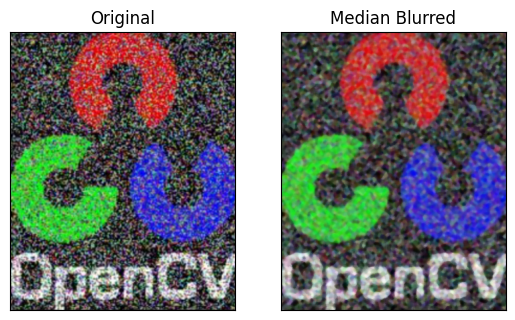 Original
Median Blurred
OpenCV
OpenCV